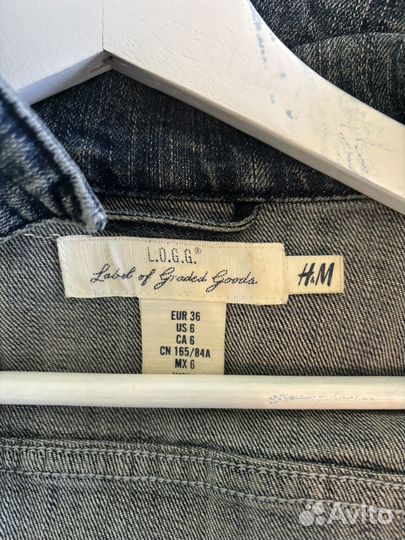 L.O.G.G.®
Label of Graded Goods
H&M
EUR 36
US 6
CA 6
CN 165/84A
MX 6
Avito